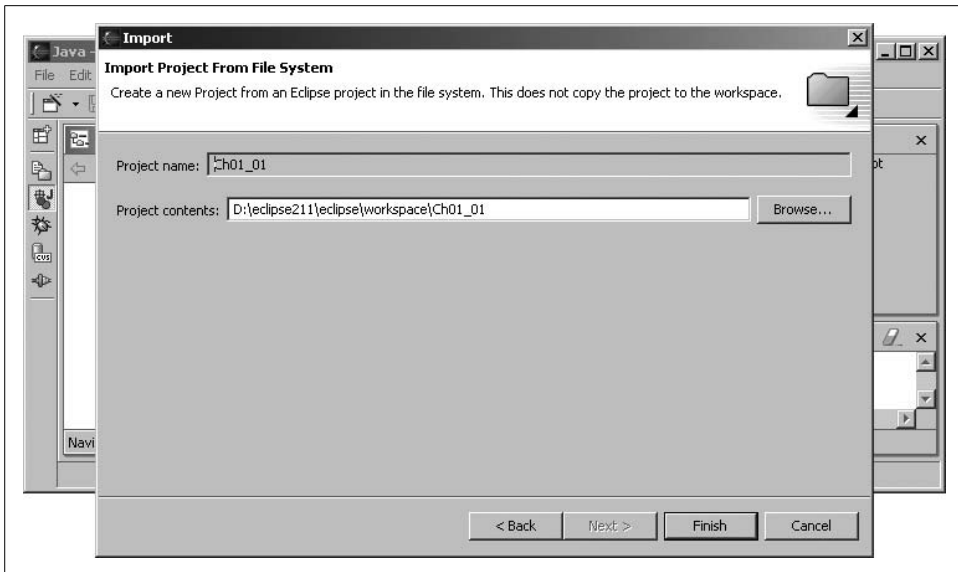 Import
Java -
File Edit
Import Project From File System
Create a new Project from an Eclipse project in the file system. This does not copy the project to the workspace.
Project name: Ch01_01
Project contents: D:\eclipse211\eclipse\workspace\Ch01_01 Browse...
CVS
Navi
< Back Next > Finish Cancel